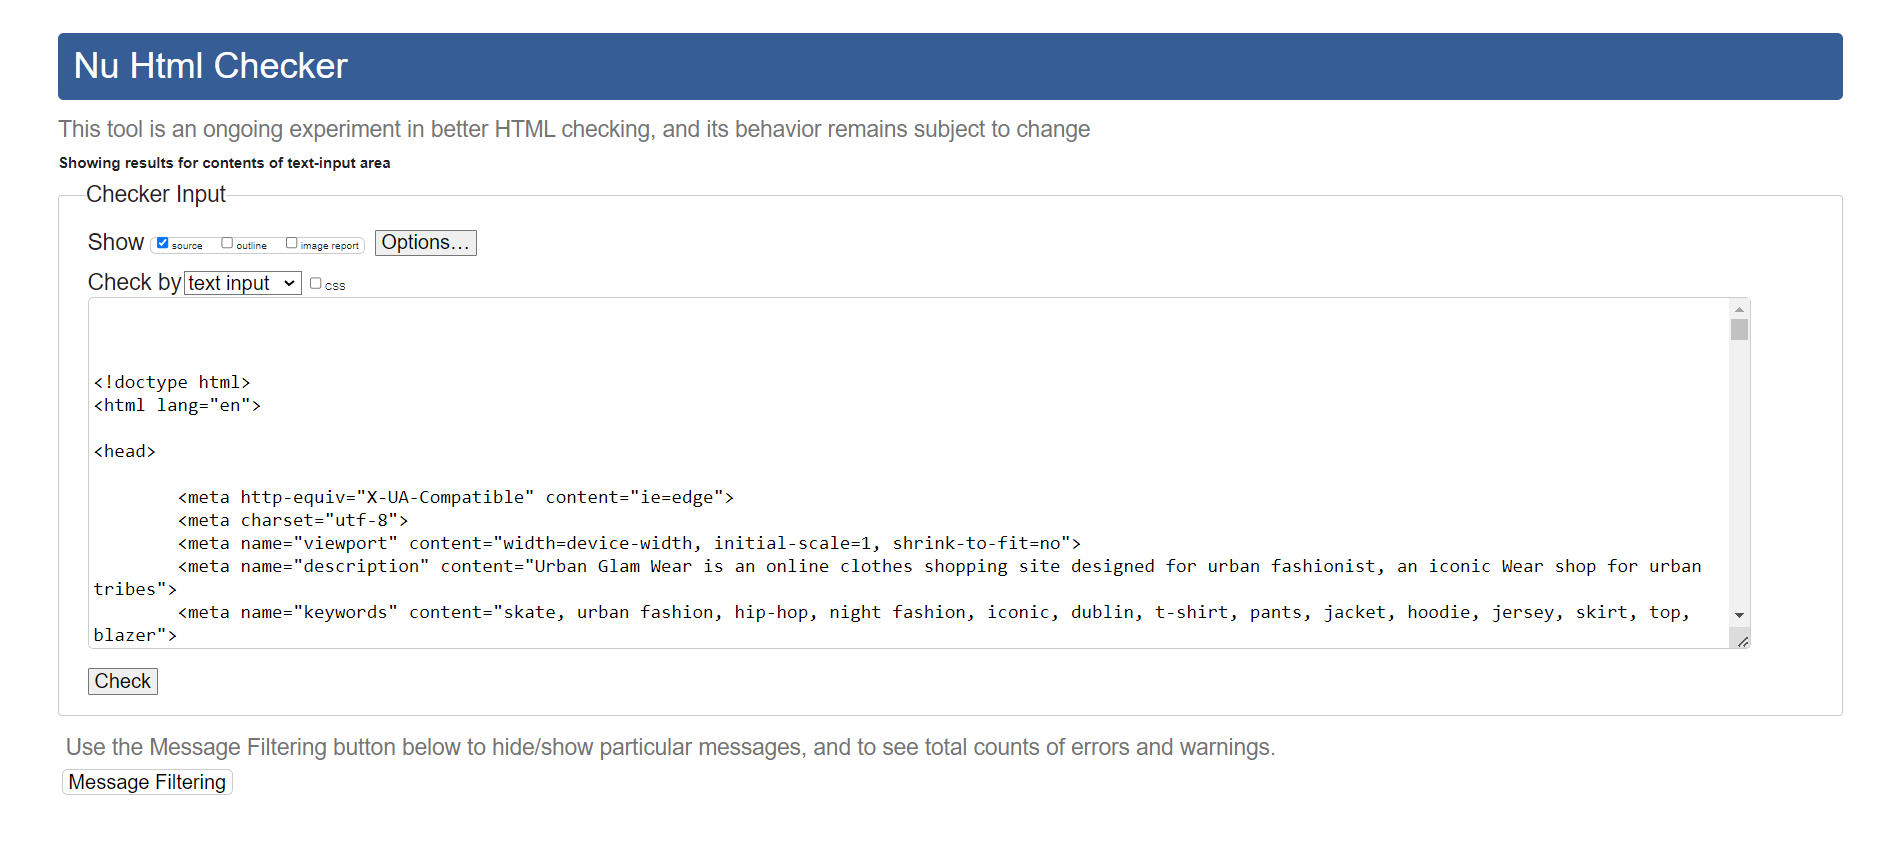 Nu Html Checker
This tool is an ongoing experiment in better HTML checking, and its behavior remains subject to change
Showing results for contents of text-input area
Checker Input
Show source outline image report Options...
Check by text input css
<!doctype html>
<html lang="en">
<head>
<meta http-equiv="X-UA-Compatible" content="ie=edge">
<meta charset="utf-8">
<meta name="viewport" content="width=device-width, initial-scale=1, shrink-to-fit=no">
<meta name="description" content="Urban Glam Wear is an online clothes shopping site designed for urban fashionist, an iconic Wear shop for urban
tribes">
<meta name="keywords" content="skate, urban fashion, hip-hop, night fashion, iconic, dublin, t-shirt, pants, jacket, hoodie, jersey, skirt, top,
blazer">
Check
Use the Message Filtering button below to hide/show particular messages, and to see total counts of errors and warnings.
Message Filtering